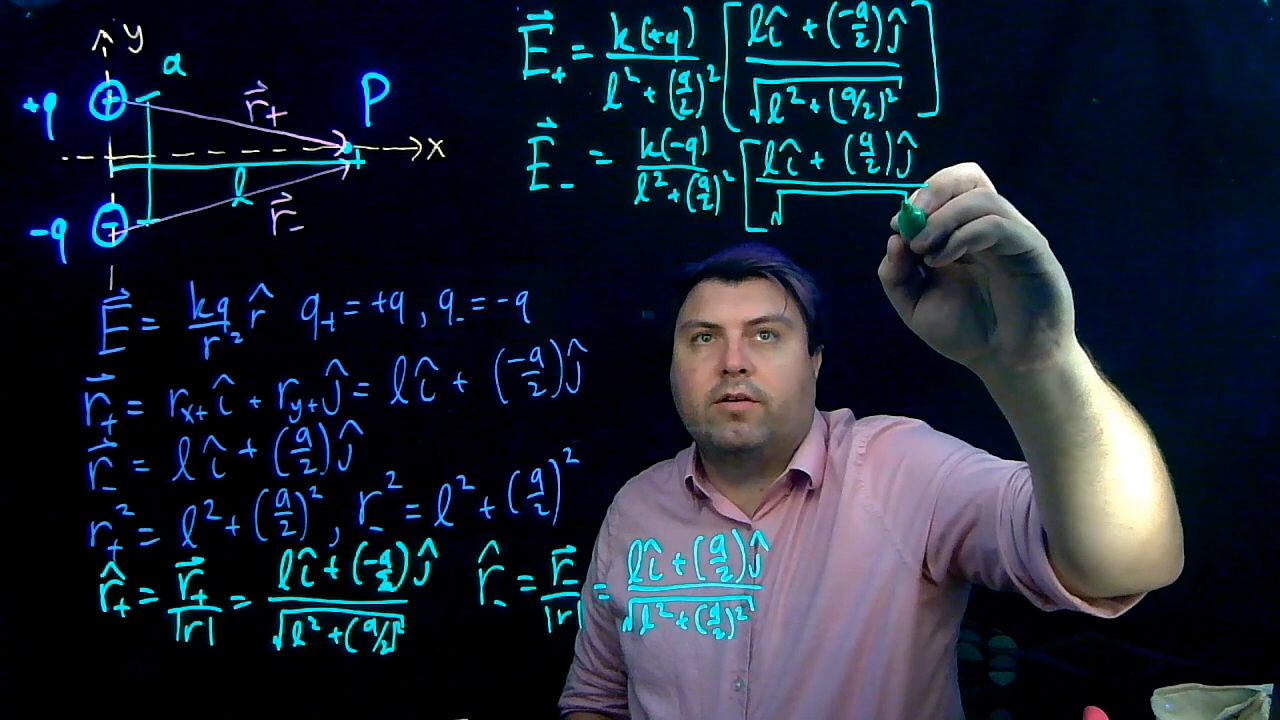 y
a
+q + r⃗₊ P
x
l
-q - r⃗₋
E⃗ = kq/r² r̂ q₊ = +q, q₋ = -q
r⃗₊ = rₓ₊ î + r_y₊ ĵ = l î + (-a/2) ĵ
r⃗₋ = l î + (a/2) ĵ
r₊² = l² + (a/2)², r₋² = l² + (a/2)²
r̂₊ = r⃗₊/|r| = (l î + (-a/2) ĵ)/√(l² + (a/2)²) r̂₋ = r⃗₋/|r| = (l î + (a/2) ĵ)/√(l² + (a/2)²)
E⃗₊ = k(+q)/(l² + (a/2)²) [(l î + (-a/2) ĵ)/√(l² + (a/2)²)]
E⃗₋ = k(-q)/(l² + (a/2)²) [(l î + (a/2) ĵ)/√